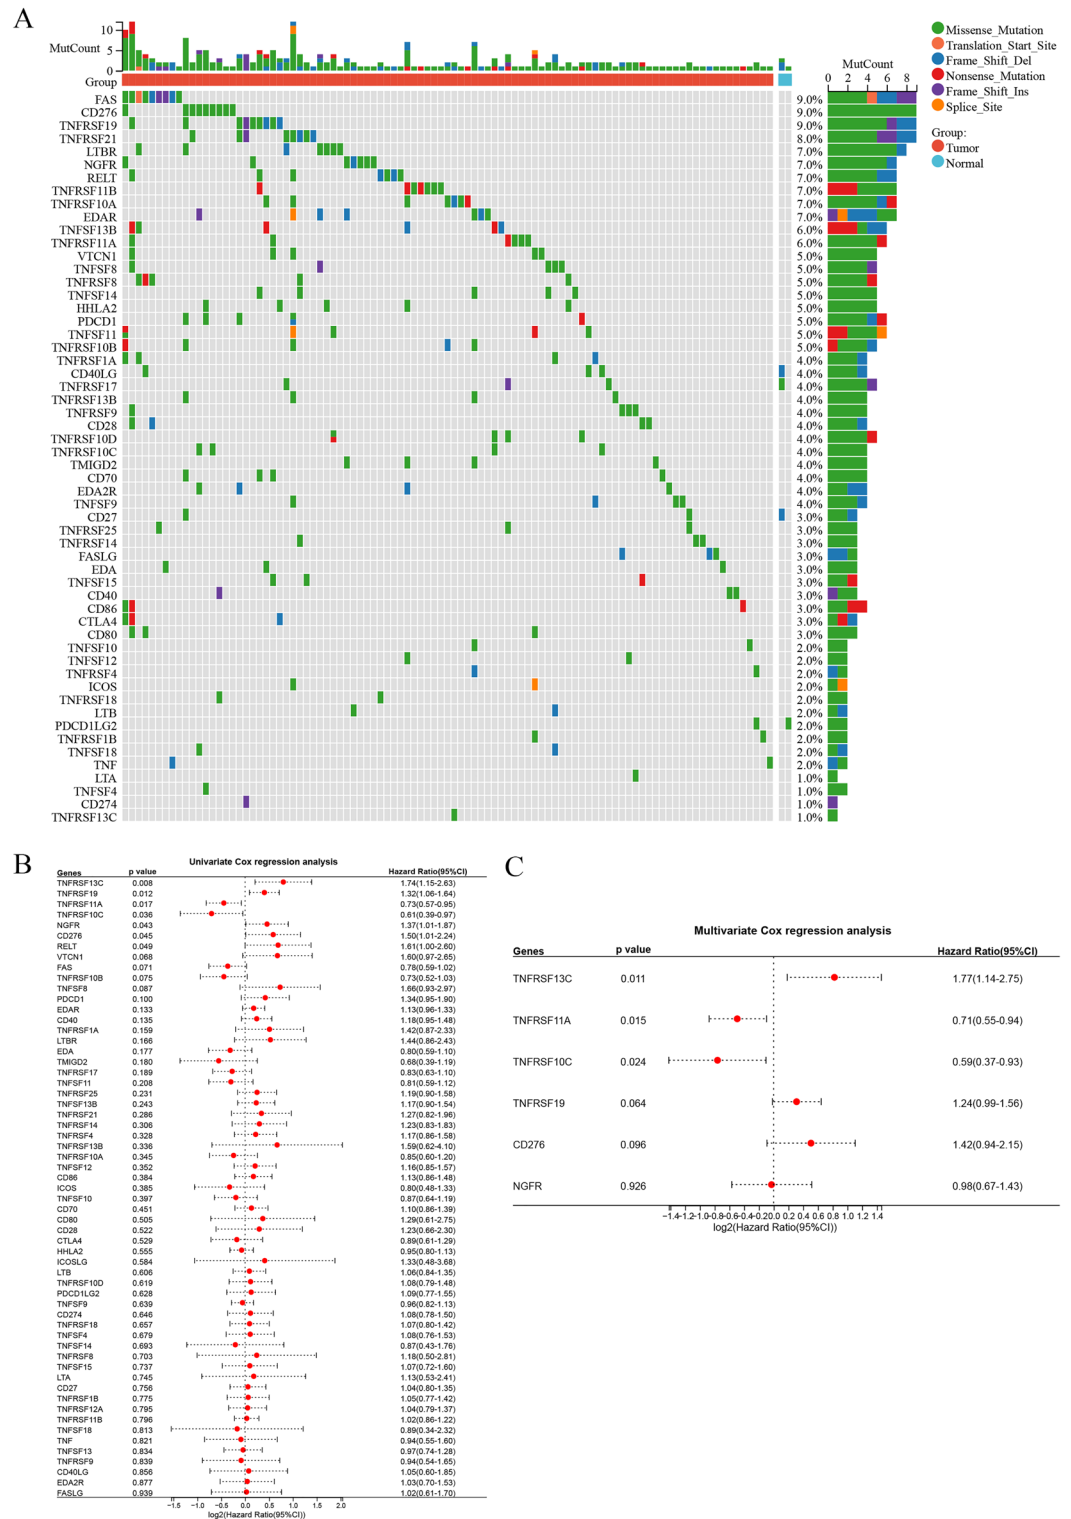 A
MutCount
10
5
0
Group
MutCount
0 2 4 6 8
Missense_Mutation
Translation_Start_Site
Frame_Shift_Del
Nonsense_Mutation
Frame_Shift_Ins
Splice_Site
Group:
Tumor
Normal
FAS 9.0%
CD276 9.0%
TNFRSF19 9.0%
TNFRSF21 8.0%
LTBR 7.0%
NGFR 7.0%
RELT 7.0%
TNFRSF11B 7.0%
TNFRSF10A 7.0%
EDAR 7.0%
TNFSF13B 6.0%
TNFRSF11A 6.0%
VTCN1 5.0%
TNFSF8 5.0%
TNFRSF8 5.0%
TNFSF14 5.0%
HHLA2 5.0%
PDCD1 5.0%
TNFSF11 5.0%
TNFRSF10B 5.0%
TNFRSF1A 4.0%
CD40LG 4.0%
TNFRSF17 4.0%
TNFRSF13B 4.0%
TNFRSF9 4.0%
CD28 4.0%
TNFRSF10D 4.0%
TNFRSF10C 4.0%
TMIGD2 4.0%
CD70 4.0%
EDA2R 4.0%
TNFSF9 4.0%
CD27 3.0%
TNFRSF25 3.0%
TNFRSF14 3.0%
FASLG 3.0%
EDA 3.0%
TNFSF15 3.0%
CD40 3.0%
CD86 3.0%
CTLA4 3.0%
CD80 3.0%
TNFSF10 2.0%
TNFSF12 2.0%
TNFRSF4 2.0%
ICOS 2.0%
TNFRSF18 2.0%
LTB 2.0%
PDCD1LG2 2.0%
TNFRSF1B 2.0%
TNFSF18 2.0%
TNF 2.0%
LTA 1.0%
TNFSF4 1.0%
CD274 1.0%
TNFRSF13C 1.0%
B
Univariate Cox regression analysis
Genes p value Hazard Ratio(95%CI)
TNFRSF13C 0.008 1.74(1.15-2.63)
TNFRSF19 0.012 1.32(1.06-1.64)
TNFRSF11A 0.017 0.73(0.57-0.95)
TNFRSF10C 0.036 0.61(0.39-0.97)
NGFR 0.043 1.37(1.01-1.87)
CD276 0.045 1.50(1.01-2.24)
RELT 0.049 1.61(1.00-2.60)
VTCN1 0.068 1.60(0.97-2.65)
FAS 0.071 0.78(0.59-1.02)
TNFRSF10B 0.075 0.73(0.52-1.03)
TNFSF8 0.087 1.66(0.93-2.97)
PDCD1 0.100 1.34(0.95-1.90)
EDAR 0.133 1.13(0.96-1.33)
CD40 0.135 1.18(0.95-1.48)
TNFRSF1A 0.159 1.42(0.87-2.33)
LTBR 0.166 1.44(0.86-2.43)
EDA 0.177 0.80(0.59-1.10)
TMIGD2 0.180 0.68(0.39-1.19)
TNFRSF17 0.189 0.83(0.63-1.10)
TNFSF11 0.208 0.81(0.59-1.12)
TNFRSF25 0.231 1.19(0.90-1.58)
TNFSF13B 0.243 1.17(0.90-1.54)
TNFRSF21 0.286 1.27(0.82-1.96)
TNFRSF14 0.306 1.23(0.83-1.83)
TNFRSF4 0.328 1.17(0.86-1.58)
TNFRSF13B 0.336 1.59(0.62-4.10)
TNFRSF10A 0.345 0.85(0.60-1.20)
TNFSF12 0.352 1.16(0.85-1.57)
CD86 0.384 1.13(0.86-1.48)
ICOS 0.385 0.80(0.48-1.33)
TNFSF10 0.397 0.87(0.64-1.19)
CD70 0.451 1.10(0.86-1.39)
CD80 0.505 1.29(0.61-2.75)
CD28 0.522 1.23(0.66-2.30)
CTLA4 0.529 0.89(0.61-1.29)
HHLA2 0.555 0.95(0.80-1.13)
ICOSLG 0.584 1.33(0.48-3.68)
LTB 0.606 1.06(0.84-1.35)
TNFRSF10D 0.619 1.08(0.79-1.48)
PDCD1LG2 0.628 1.09(0.77-1.55)
TNFSF9 0.639 0.96(0.82-1.13)
CD274 0.646 1.08(0.78-1.50)
TNFRSF18 0.657 1.07(0.80-1.42)
TNFSF4 0.679 1.08(0.76-1.53)
TNFSF14 0.693 0.87(0.43-1.76)
TNFRSF8 0.703 1.18(0.50-2.81)
TNFSF15 0.737 1.07(0.72-1.60)
LTA 0.745 1.13(0.53-2.41)
CD27 0.756 1.04(0.80-1.35)
TNFRSF1B 0.775 1.05(0.77-1.42)
TNFRSF12A 0.795 1.04(0.79-1.37)
TNFRSF11B 0.796 1.02(0.86-1.22)
TNFSF18 0.813 0.89(0.34-2.32)
TNF 0.821 0.94(0.55-1.60)
TNFSF13 0.834 0.97(0.74-1.28)
TNFRSF9 0.839 0.94(0.54-1.65)
CD40LG 0.856 1.05(0.60-1.85)
EDA2R 0.877 1.03(0.70-1.53)
FASLG 0.939 1.02(0.61-1.70)
−1.5 −1.0 −0.5 0.0 0.5 1.0 1.5 2.0
log2(Hazard Ratio(95%CI))
C
Multivariate Cox regression analysis
Genes p value Hazard Ratio(95%CI)
TNFRSF13C 0.011 1.77(1.14-2.75)
TNFRSF11A 0.015 0.71(0.55-0.94)
TNFRSF10C 0.024 0.59(0.37-0.93)
TNFRSF19 0.064 1.24(0.99-1.56)
CD276 0.096 1.42(0.94-2.15)
NGFR 0.926 0.98(0.67-1.43)
−1.4−1.2−1.0−0.8−0.6−0.4−0.2 0.0 0.2 0.4 0.6 0.8 1.0 1.2 1.4
log2(Hazard Ratio(95%CI))